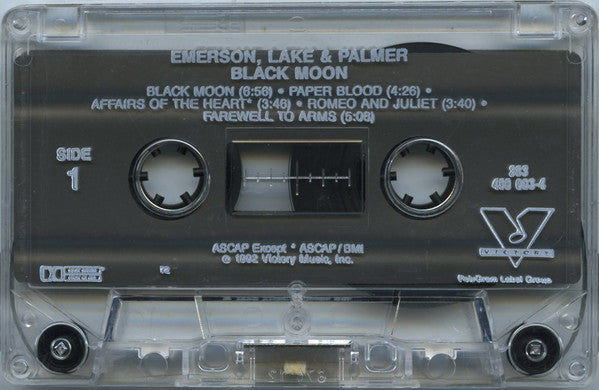 EMERSON, LAKE & PALMER
BLACK MOON
BLACK MOON (6:56) • PAPER BLOOD (4:26) •
AFFAIRS OF THE HEART* (3:46) • ROMEO AND JULIET (3:40) •
FAREWELL TO ARMS (5:08)
SIDE
1
383
480 003-4
VICTORY
ASCAP Except * ASCAP/BMI
© 1992 Victory Music, Inc.
PolyGram Label Group